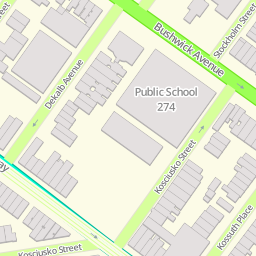 Bushwick Avenue
Stockholm Street
Dekalb Avenue
Public School
274
Kosciusko Street
Kossuth Place
Kosciusko Street